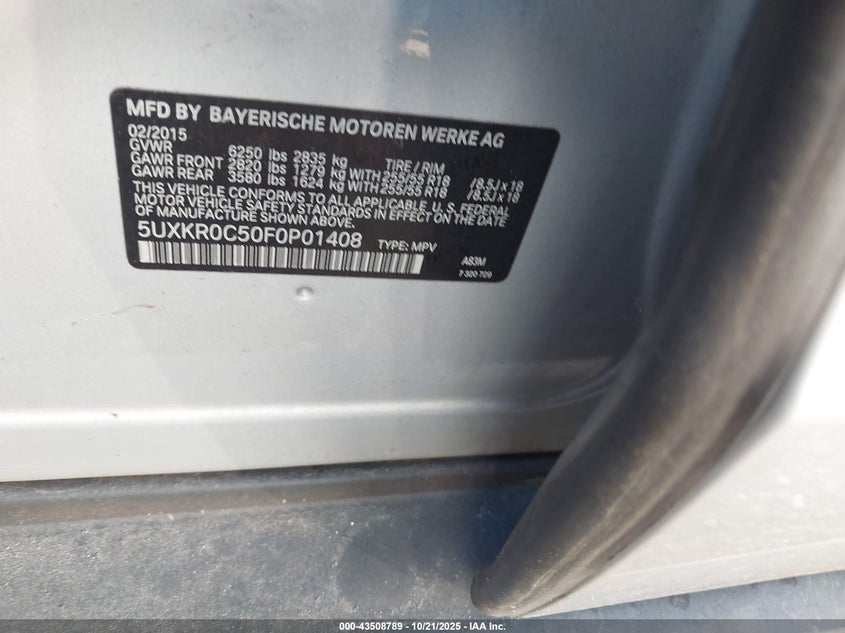 MFD BY BAYERISCHE MOTOREN WERKE AG
02/2015
GVWR 6250 lbs 2835 kg TIRE / RIM
GAWR FRONT 2820 lbs 1279 kg WITH 255/55 R18 /8.5J x 18
GAWR REAR 3580 lbs 1624 kg WITH 255/55 R18 /8.5J x 18
THIS VEHICLE CONFORMS TO ALL APPLICABLE U.S. FEDERAL
MOTOR VEHICLE SAFETY STANDARDS IN EFFECT ON THE DATE
OF MANUFACTURE SHOWN ABOVE.
5UXKR0C50F0P01408 TYPE: MPV
A83M
7 320 729
000-43508789 - 10/21/2025 - IAA Inc.